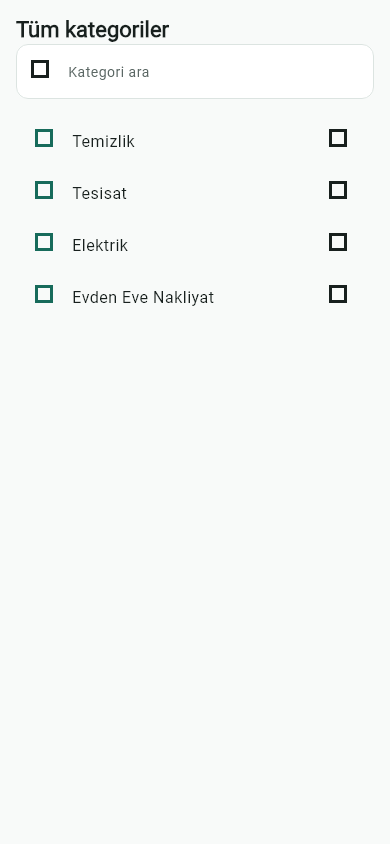 Tüm kategoriler
Kategori ara
Temizlik
Tesisat
Elektrik
Evden Eve Nakliyat